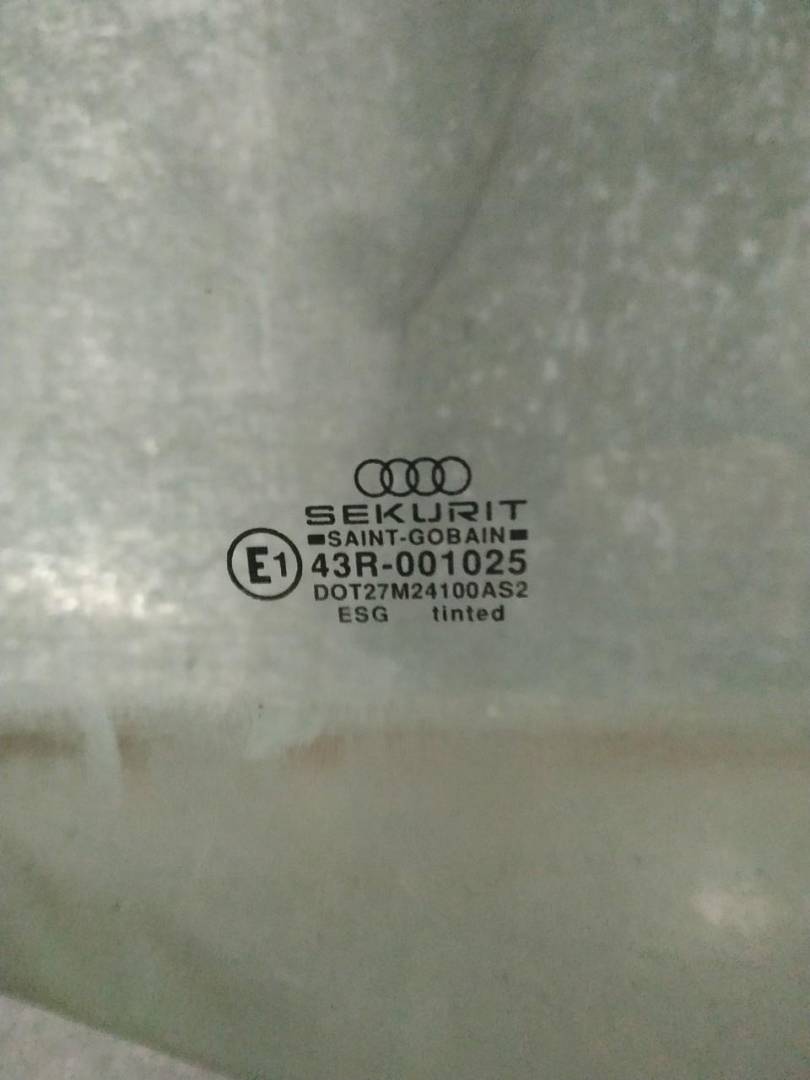 SEKURIT
SAINT-GOBAIN
E1 43R-001025
DOT27M24100AS2
ESG tinted